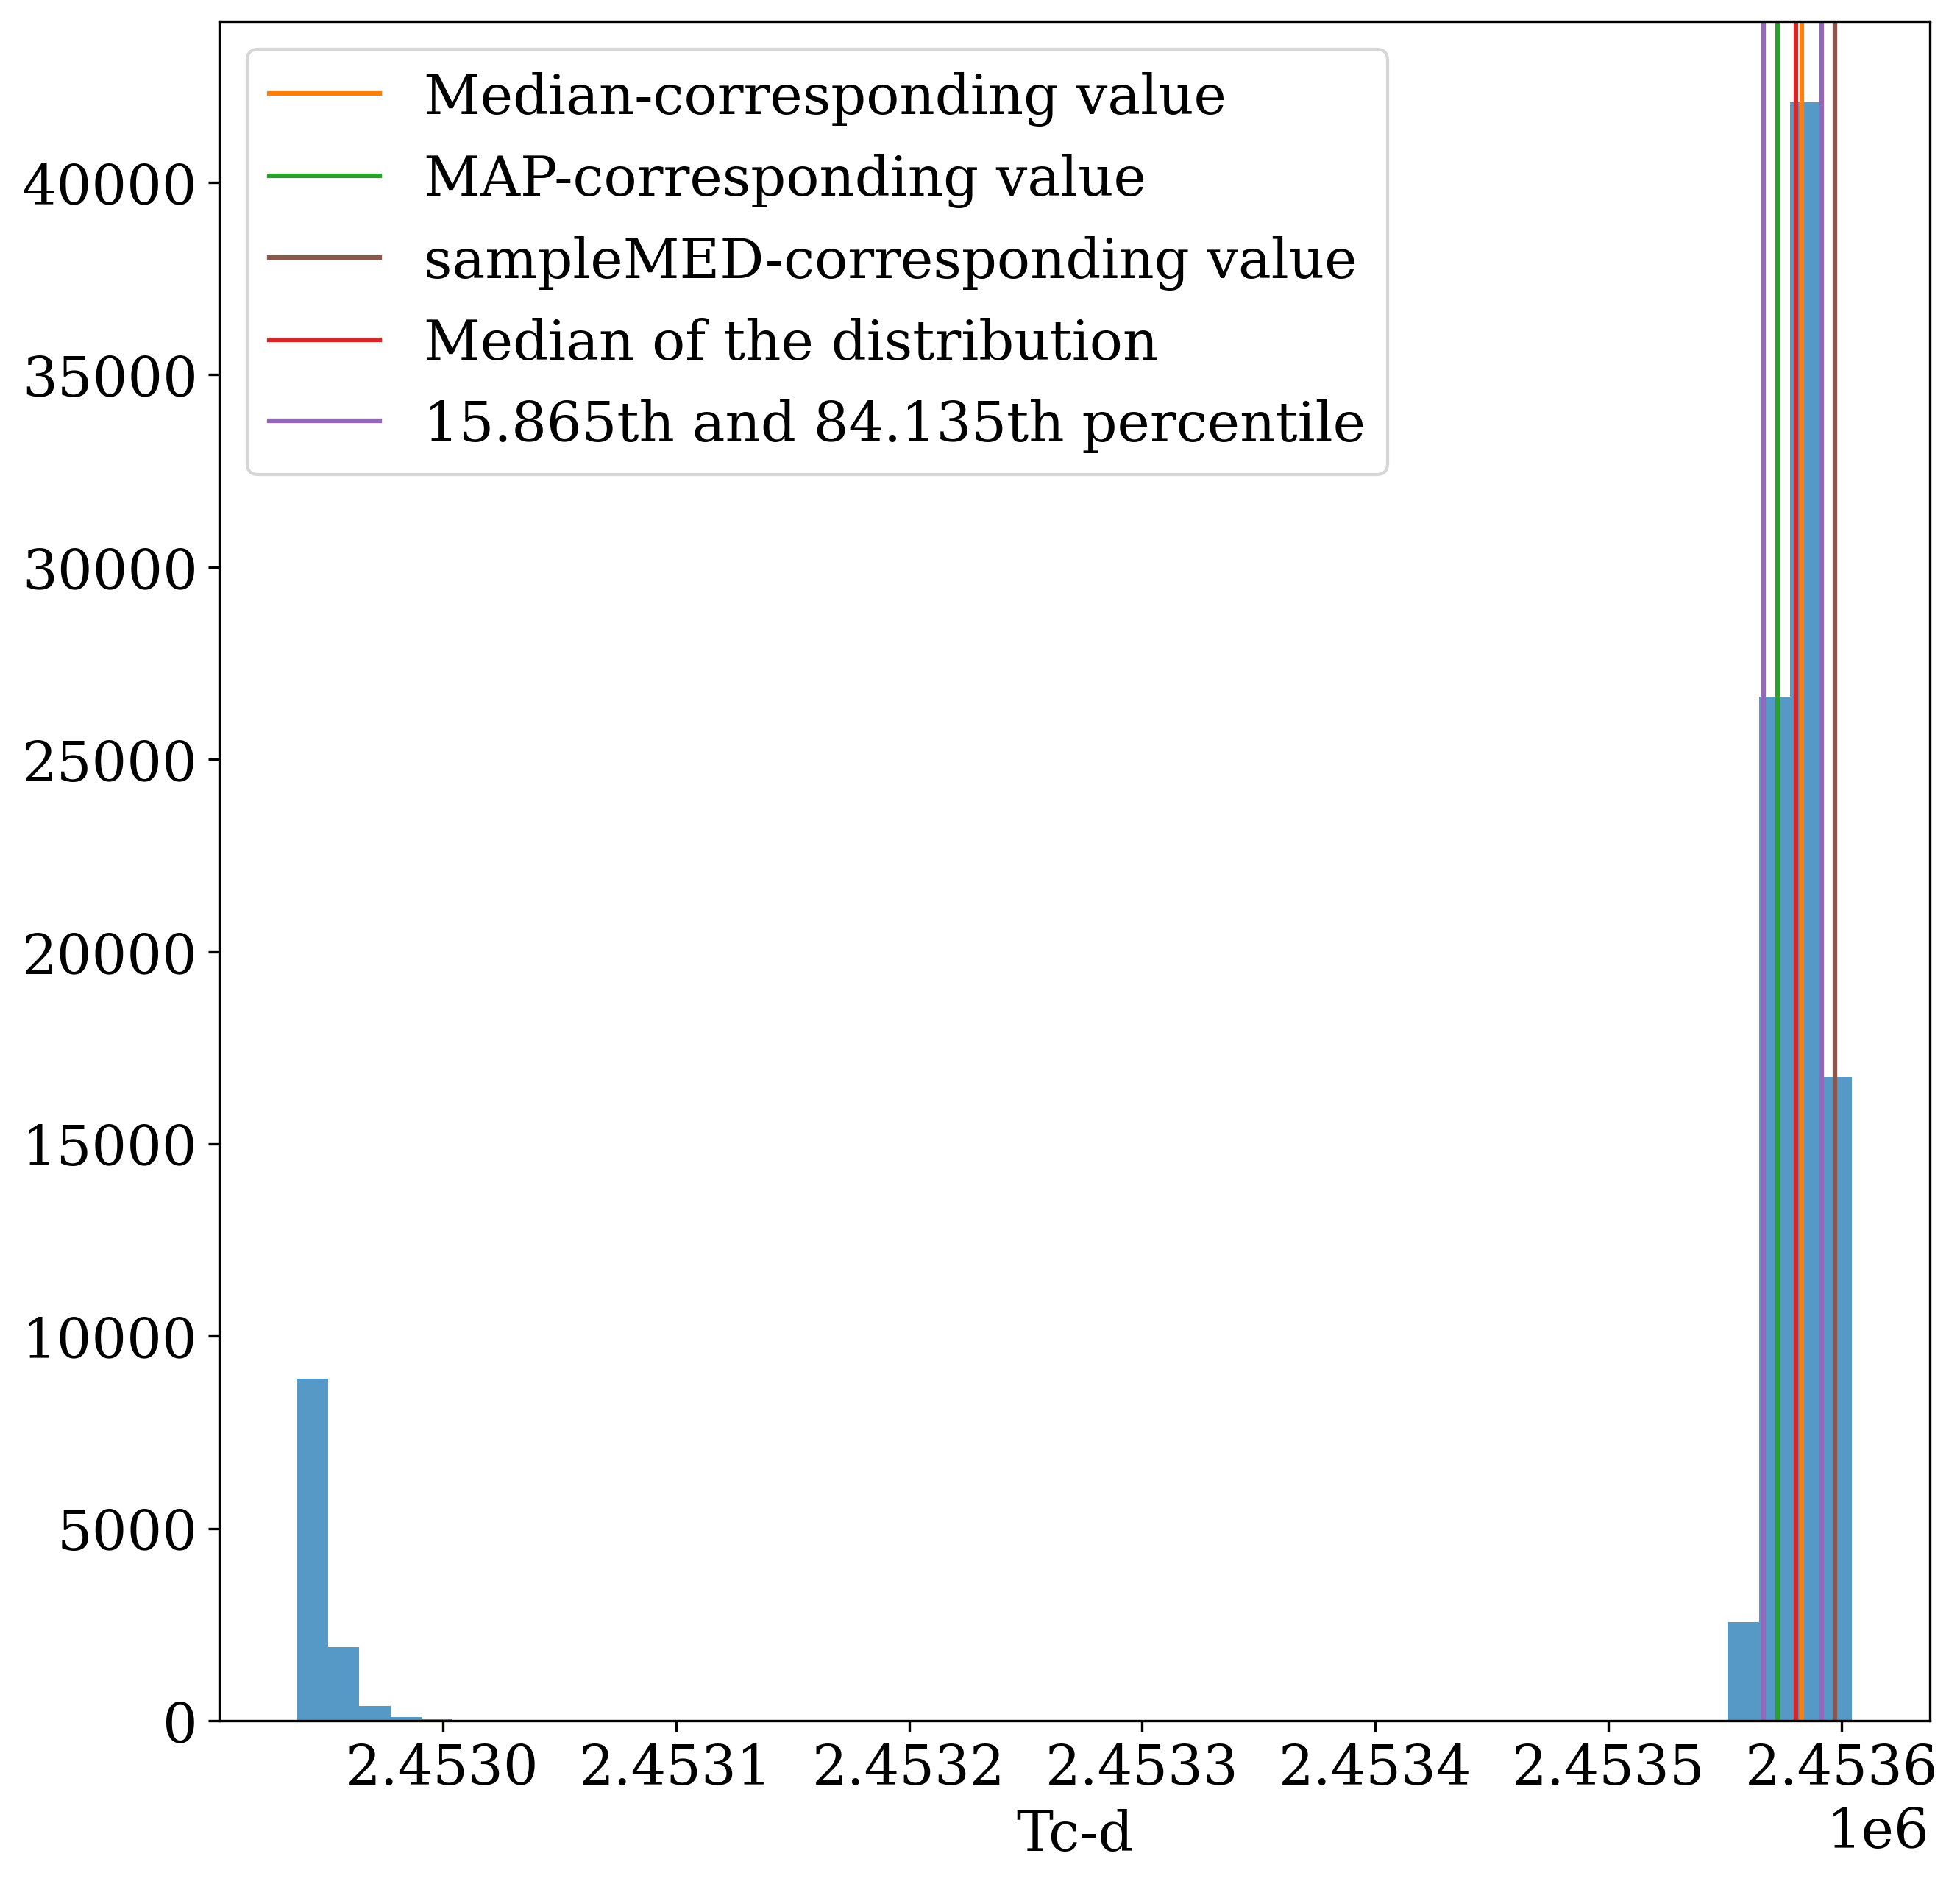 Median-corresponding value
MAP-corresponding value
sampleMED-corresponding value
Median of the distribution
15.865th and 84.135th percentile
40000
35000
30000
25000
20000
15000
10000
5000
0
2.4530 2.4531 2.4532 2.4533 2.4534 2.4535 2.4536
Tc-d
1e6